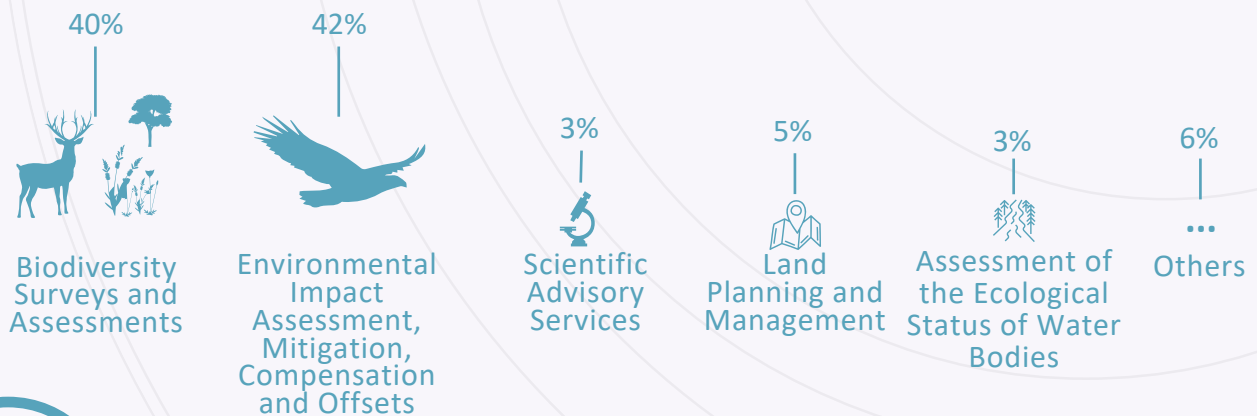 40%
Biodiversity
Surveys and
Assessments
42%
Environmental
Impact
Assessment,
Mitigation,
Compensation
and Offsets
3%
Scientific
Advisory
Services
5%
Land
Planning and
Management
3%
Assessment of
the Ecological
Status of Water
Bodies
6%
...
Others